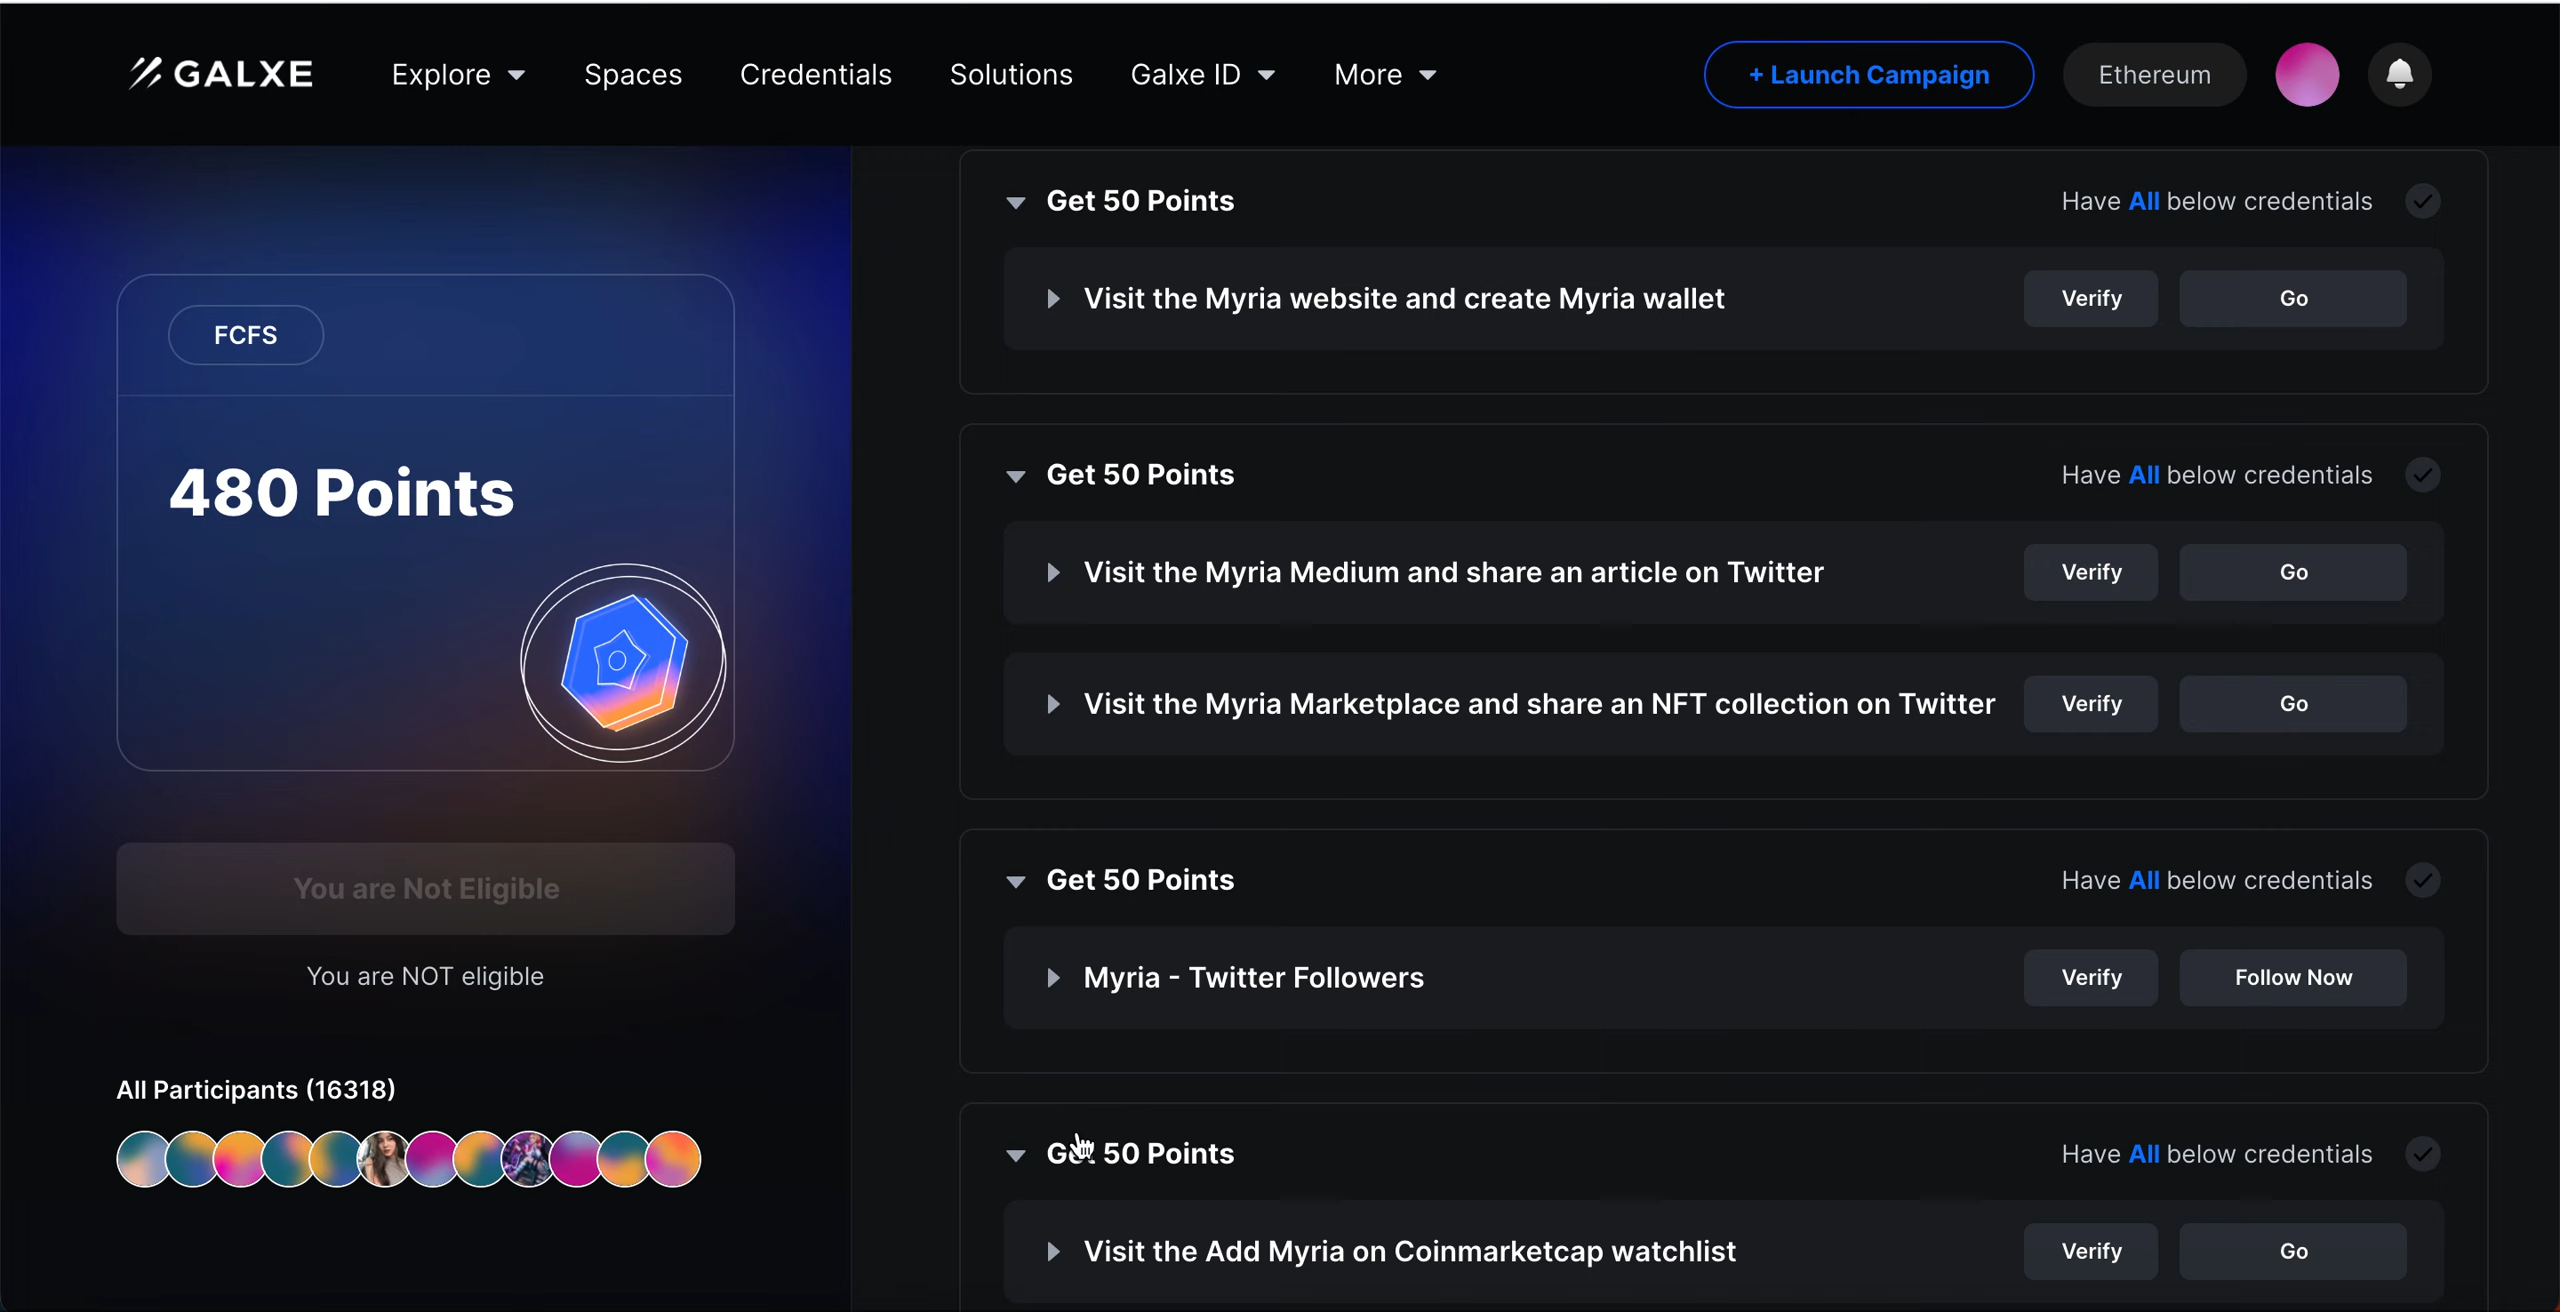 GALXE
Explore
Spaces
Credentials
Solutions
Galxe ID
More
+ Launch Campaign
Ethereum
FCFS
480 Points
You are Not Eligible
You are NOT eligible
All Participants (16318)
Get 50 Points
Have All below credentials
Visit the Myria website and create Myria wallet
Verify
Go
Get 50 Points
Have All below credentials
Visit the Myria Medium and share an article on Twitter
Verify
Go
Visit the Myria Marketplace and share an NFT collection on Twitter
Verify
Go
Get 50 Points
Have All below credentials
Myria - Twitter Followers
Verify
Follow Now
Get 50 Points
Have All below credentials
Visit the Add Myria on Coinmarketcap watchlist
Verify
Go